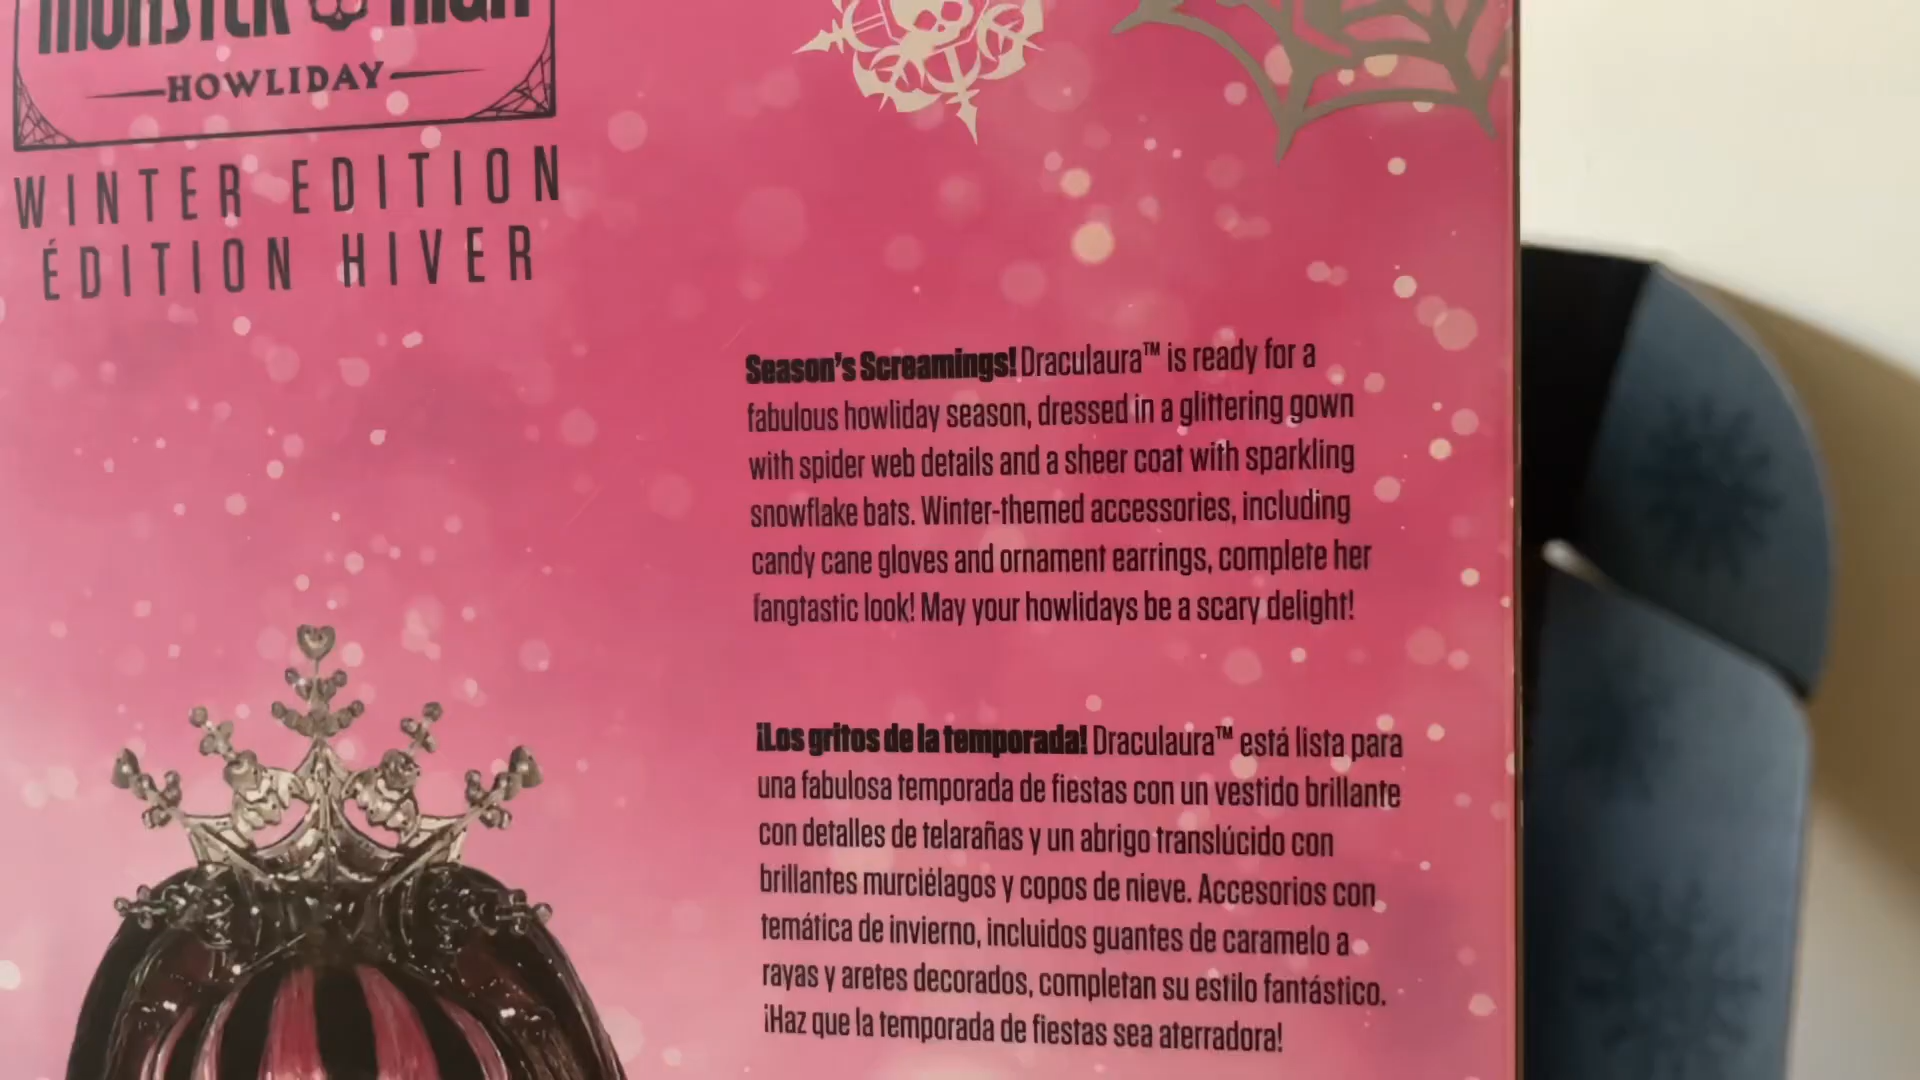 MONSTER HIGH
HOWLIDAY
WINTER EDITION
ÉDITION HIVER
Season's Screamings! Draculaura™ is ready for a
fabulous howliday season, dressed in a glittering gown
with spider web details and a sheer coat with sparkling
snowflake bats. Winter-themed accessories, including
candy cane gloves and ornament earrings, complete her
fangtastic look! May your howlidays be a scary delight!
¡Los gritos de la temporada! Draculaura™ está lista para
una fabulosa temporada de fiestas con un vestido brillante
con detalles de telarañas y un abrigo translúcido con
brillantes murciélagos y copos de nieve. Accesorios con
temática de invierno, incluidos guantes de caramelo a
rayas y aretes decorados, completan su estilo fantástico.
¡Haz que la temporada de fiestas sea aterradora!